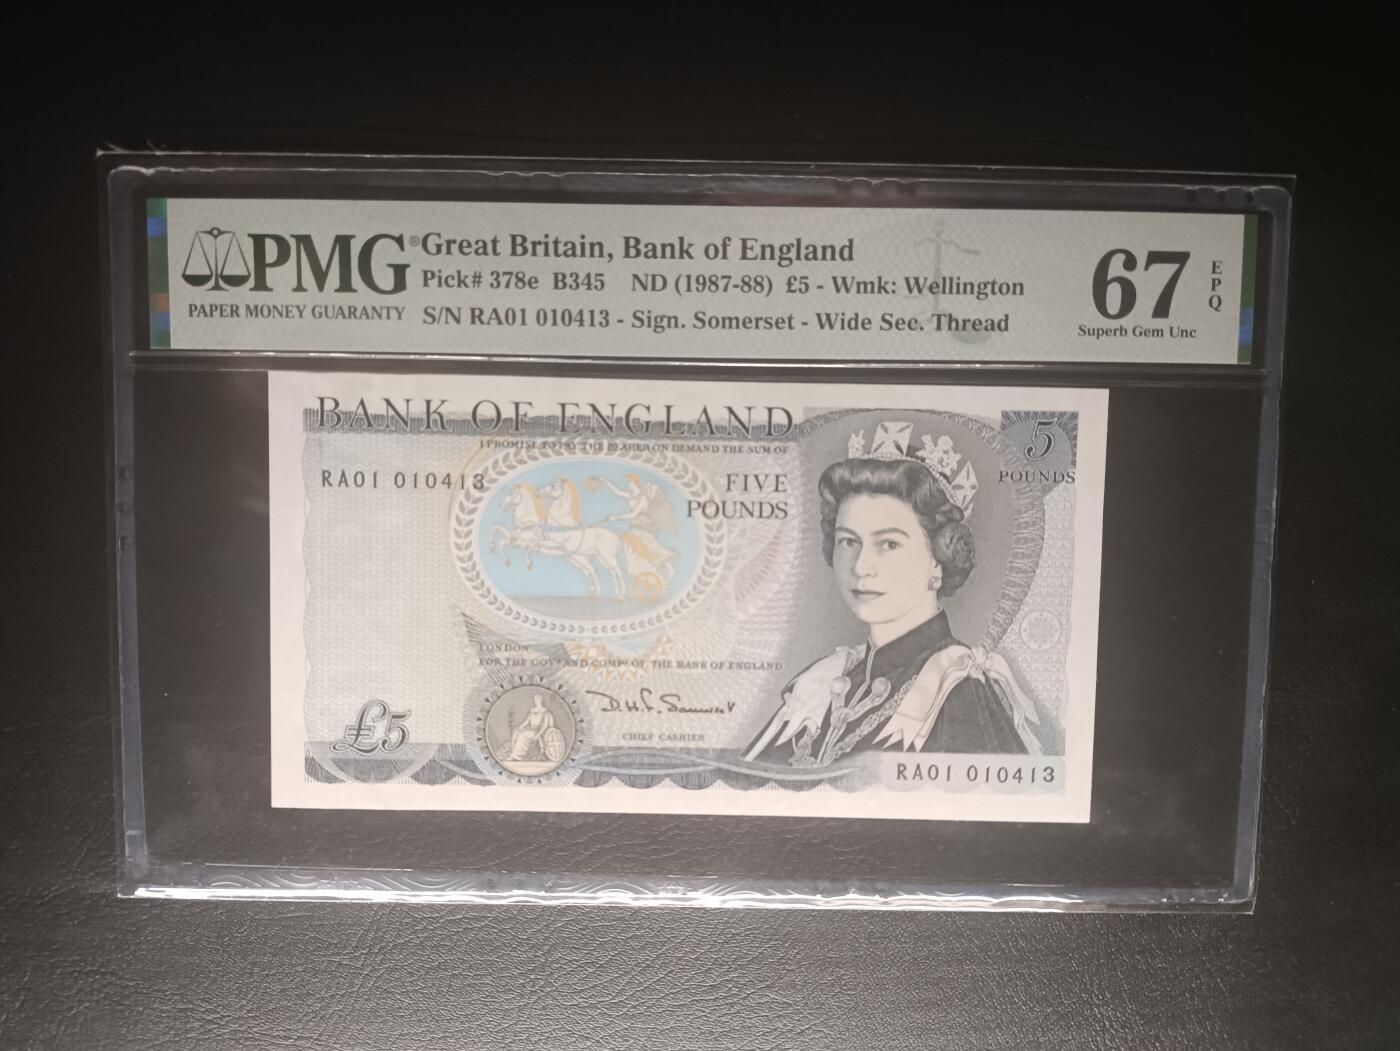 PMG®
PAPER MONEY GUARANTY
Great Britain, Bank of England
Pick# 378e B345 ND (1987-88) £5 - Wmk: Wellington
S/N RA01 010413 - Sign. Somerset - Wide Sec. Thread
67
EPQ
Superb Gem Unc
BANK OF ENGLAND
I PROMISE TO PAY THE BEARER ON DEMAND THE SUM OF
5
POUNDS
RA01 010413
FIVE
POUNDS
LONDON
FOR THE GOVR AND COMPA OF THE BANK OF ENGLAND
D.H.F. Somerset
CHIEF CASHIER
£5
RA01 010413